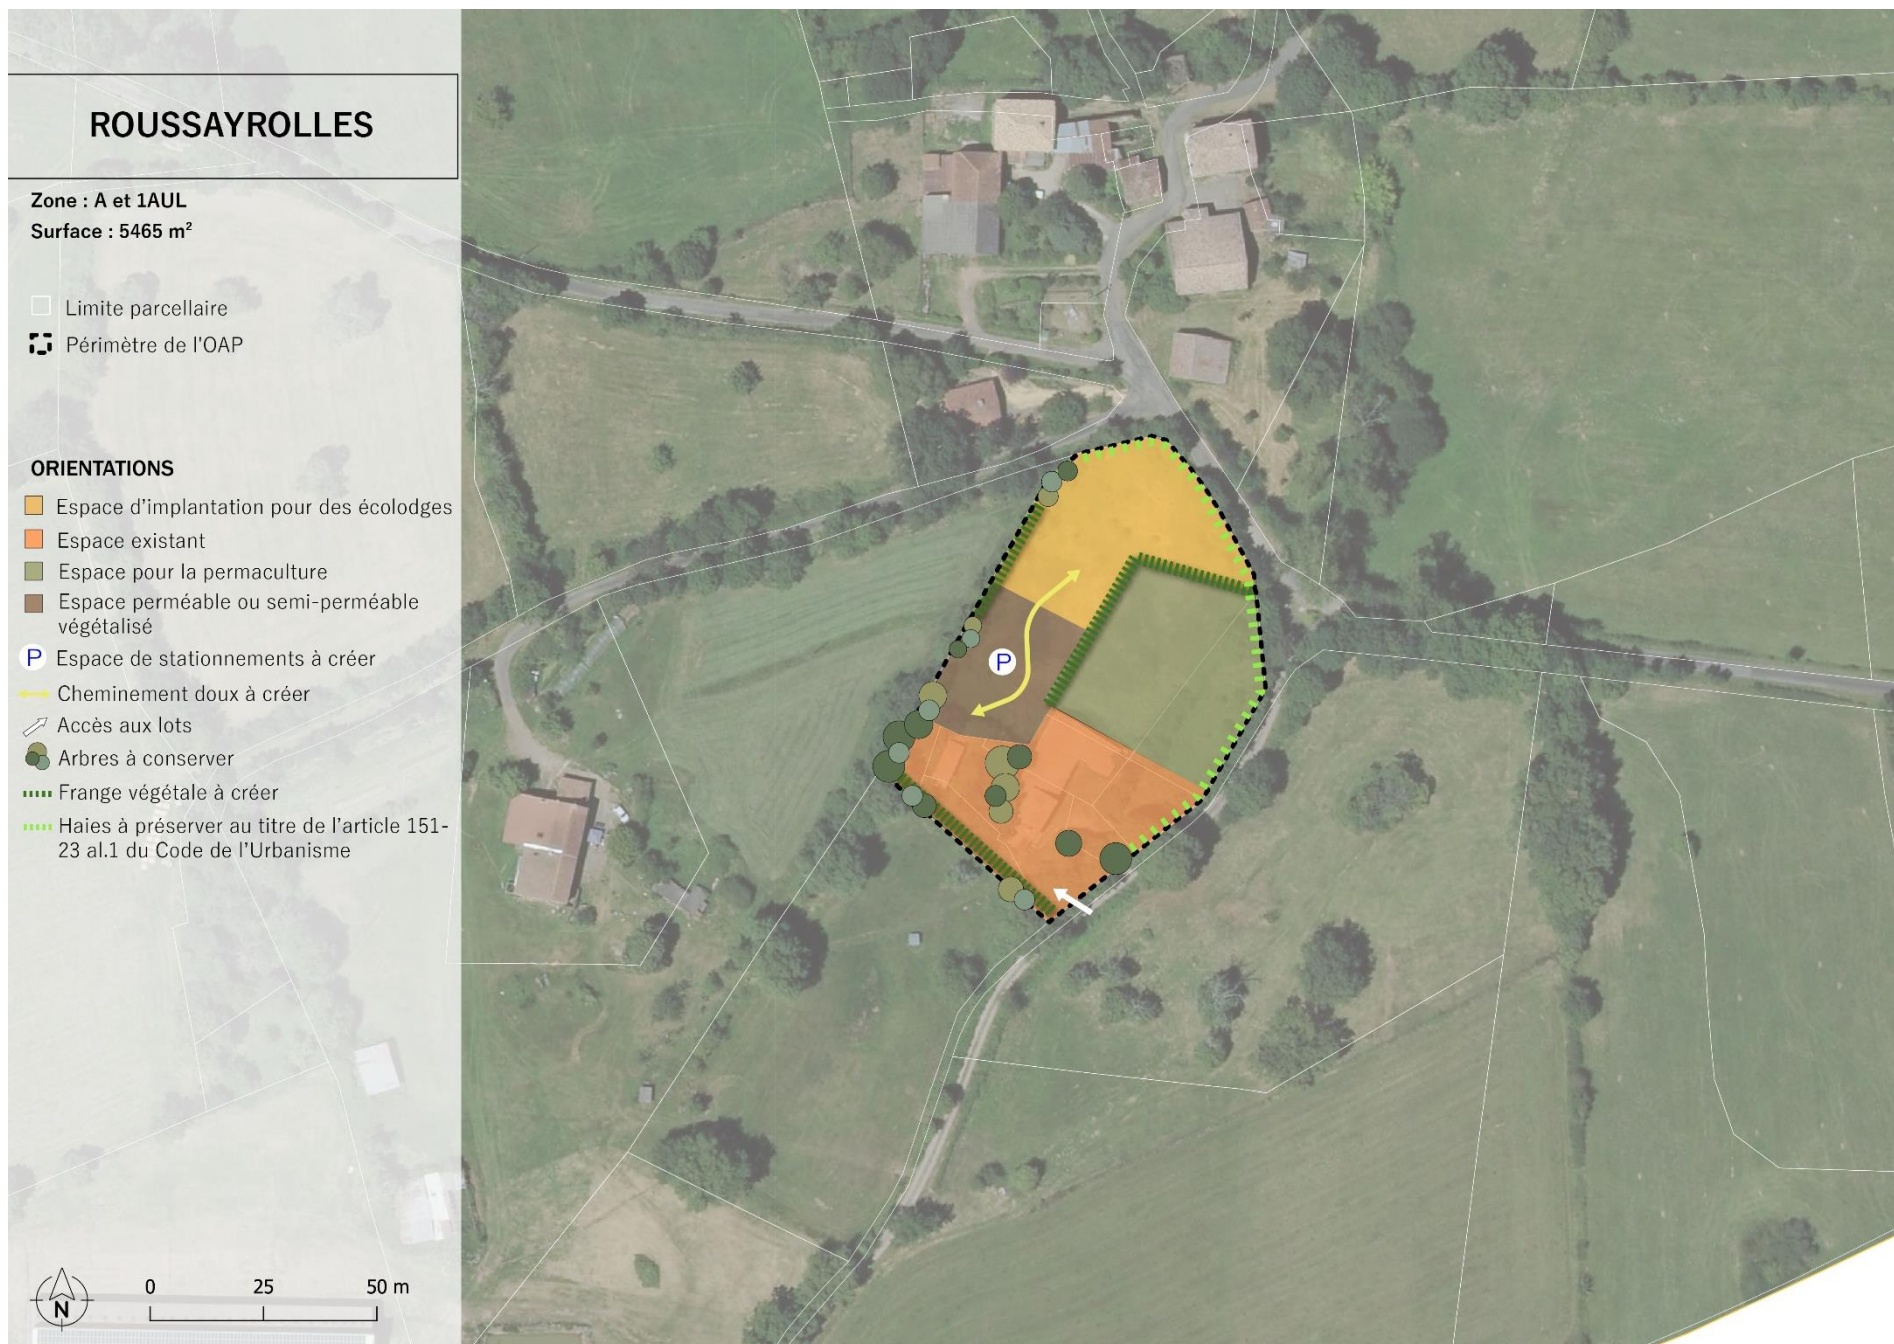 ROUSSAYROLLES
Zone : A et 1AUL
Surface : 5465 m²
Limite parcellaire
Périmètre de l'OAP
ORIENTATIONS
Espace d'implantation pour des écolodges
Espace existant
Espace pour la permaculture
Espace perméable ou semi-perméable
végétalisé
P Espace de stationnements à créer
Cheminement doux à créer
Accès aux lots
Arbres à conserver
Frange végétale à créer
Haies à préserver au titre de l'article 151-
23 al.1 du Code de l'Urbanisme
P
N
0 25 50 m